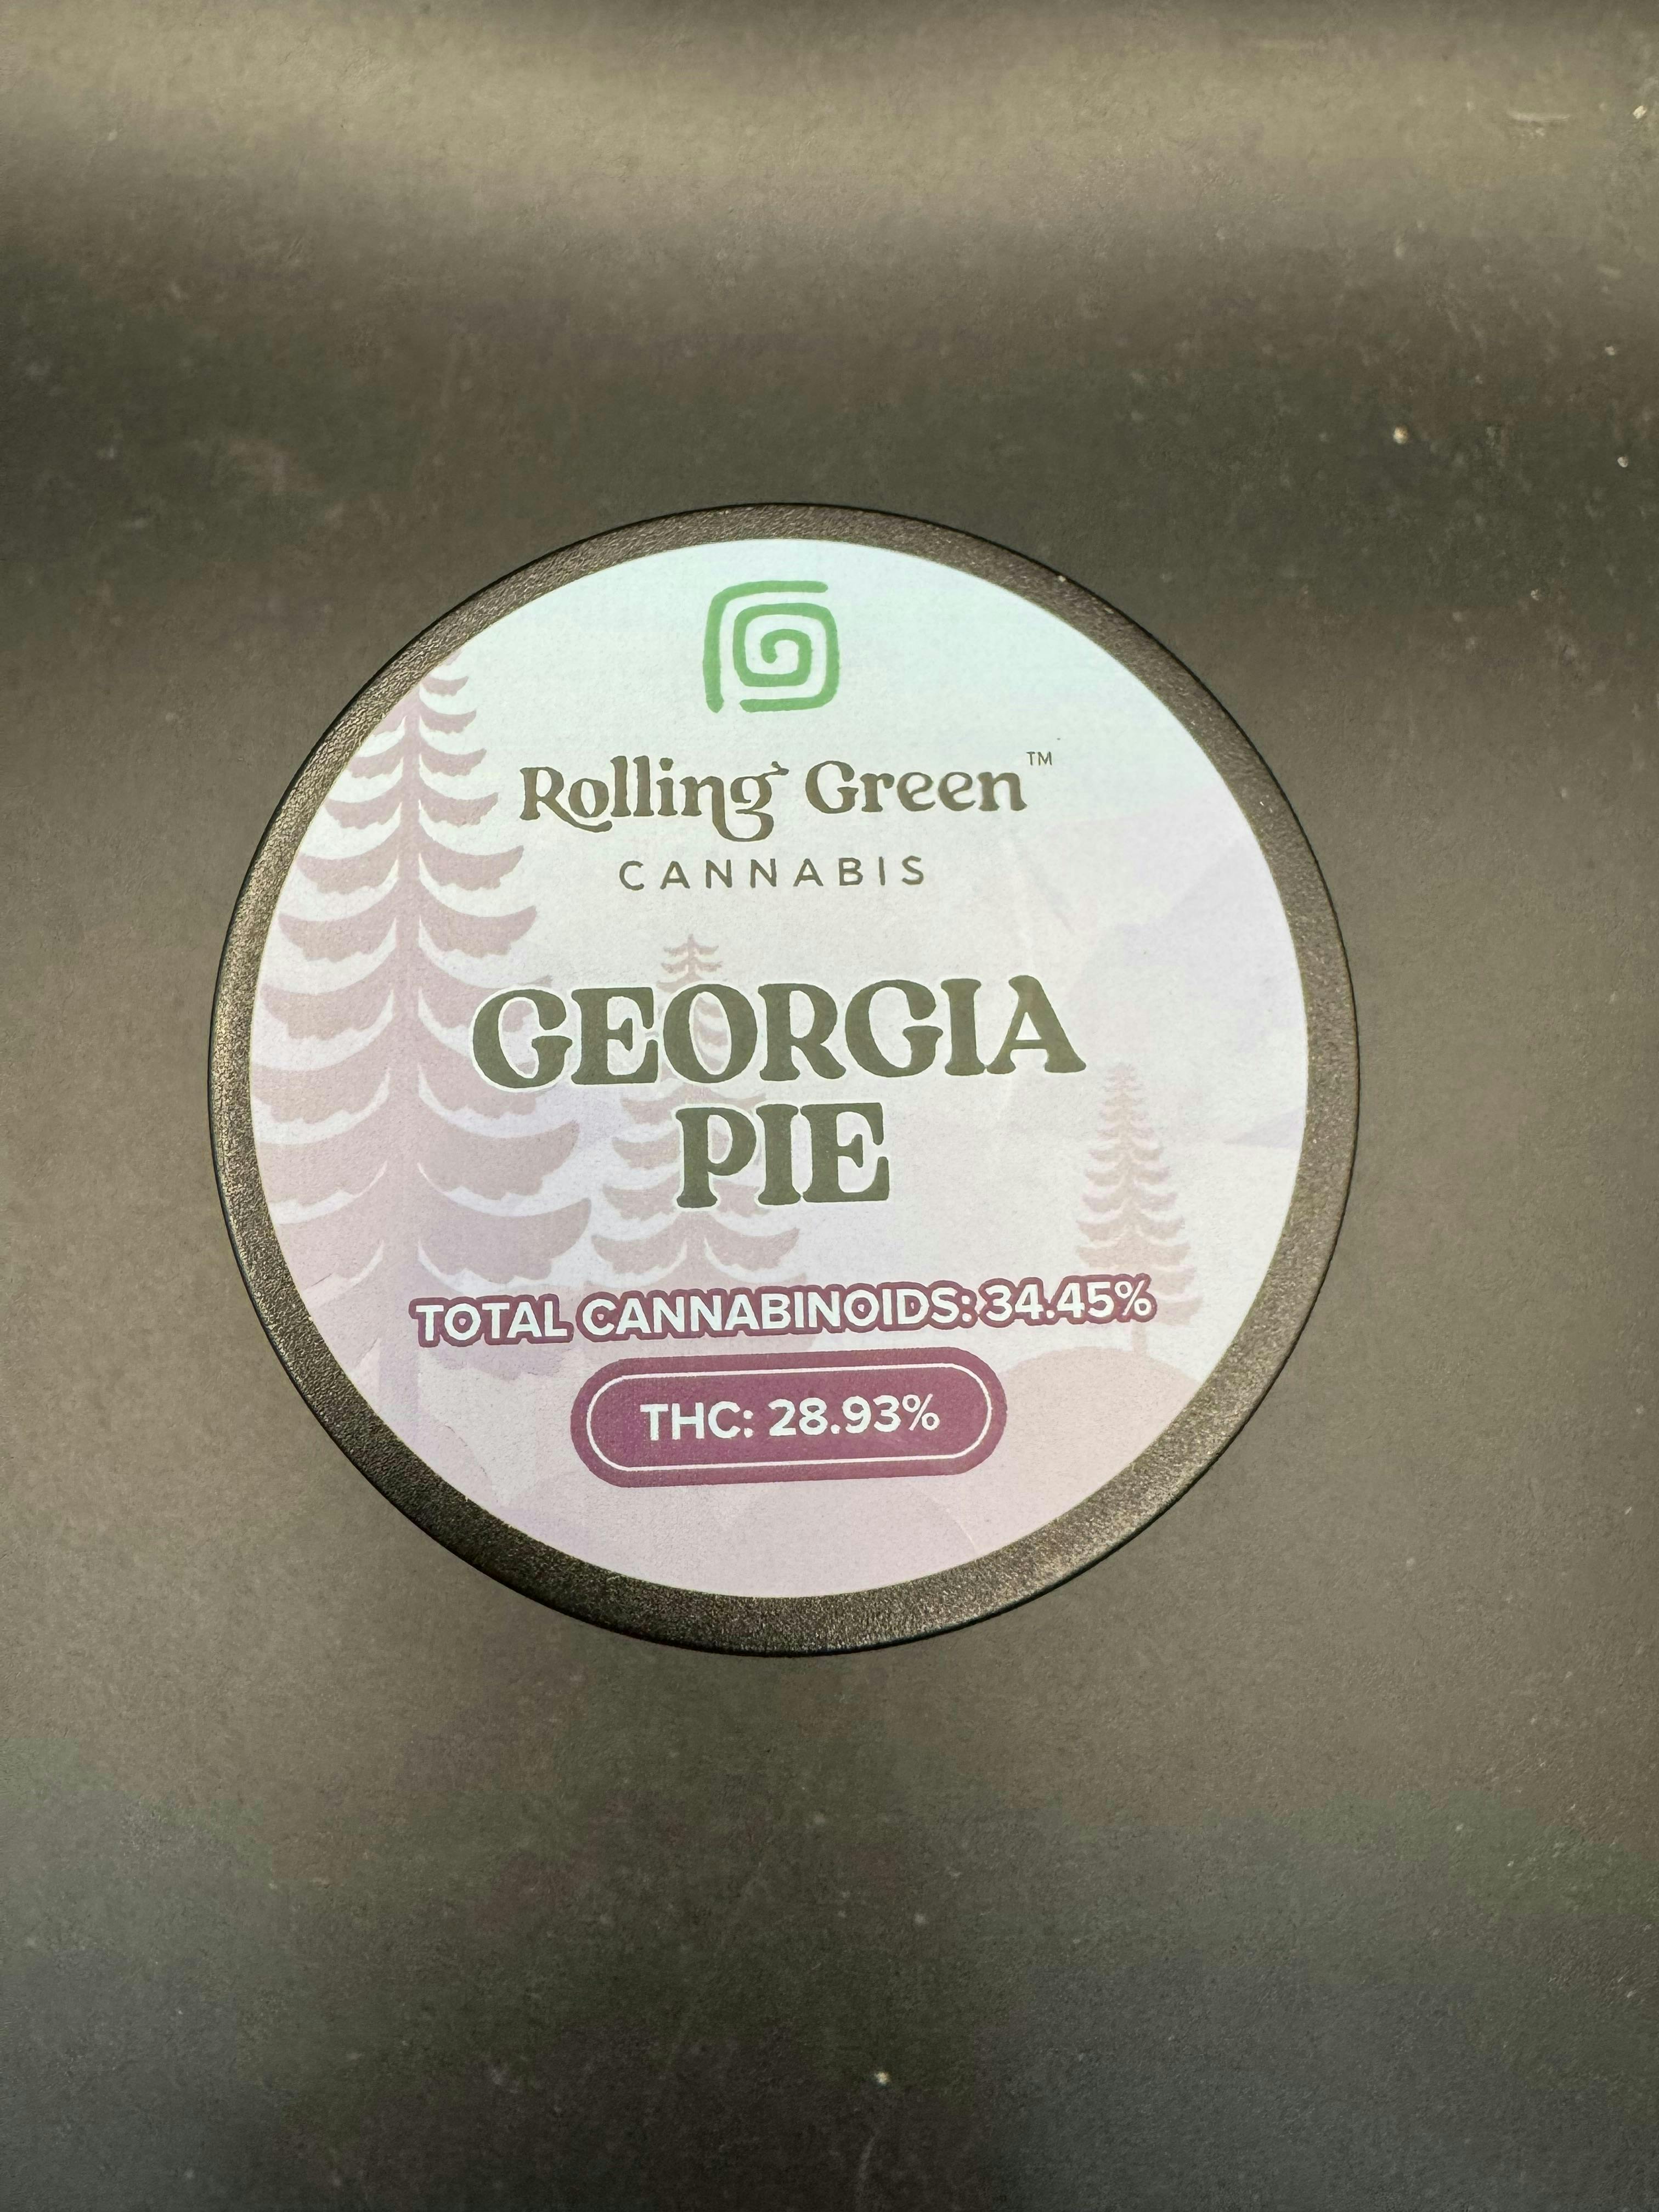 Rolling Green™
CANNABIS
GEORGIA
PIE
TOTAL CANNABINOIDS: 34.45%
THC: 28.93%